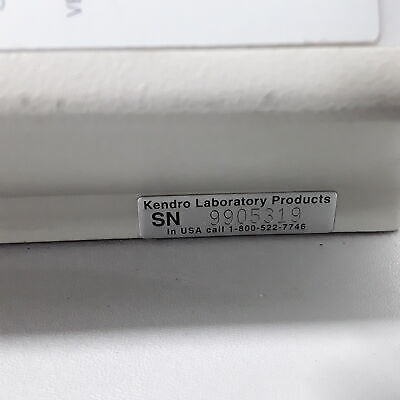 Kendro Laboratory Products
SN 9905319
in USA call 1-800-522-7746